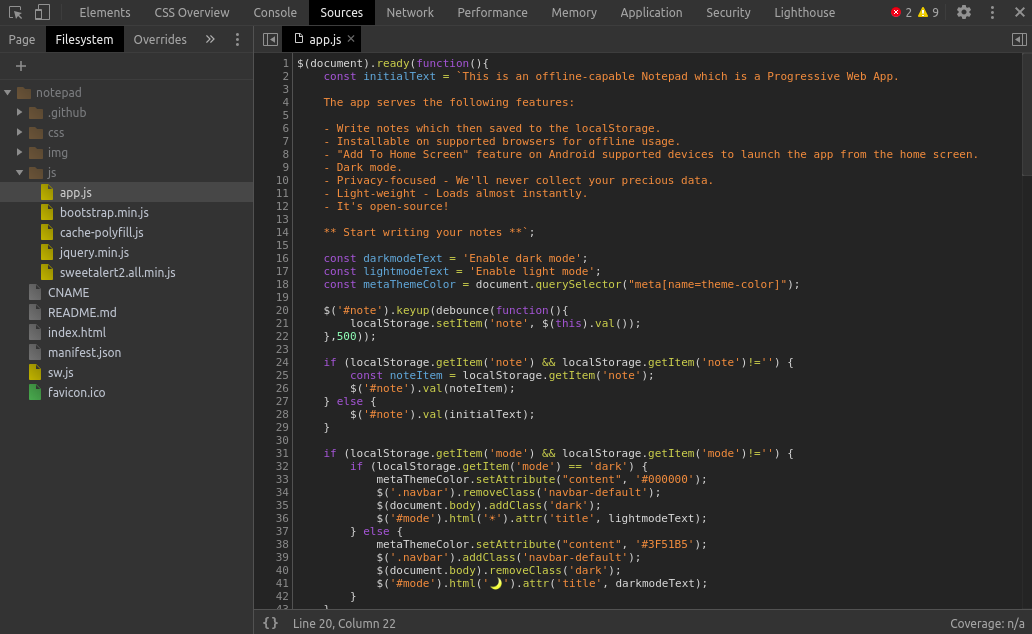 Elements CSS Overview Console Sources Network Performance Memory Application Security Lighthouse 2 9
Page Filesystem Overrides »
app.js ×
notepad
.github
css
img
js
app.js
bootstrap.min.js
cache-polyfill.js
jquery.min.js
sweetalert2.all.min.js
CNAME
README.md
index.html
manifest.json
sw.js
favicon.ico
1 $(document).ready(function(){
2     const initialText = `This is an offline-capable Notepad which is a Progressive Web App.
3
4     The app serves the following features:
5
6     - Write notes which then saved to the localStorage.
7     - Installable on supported browsers for offline usage.
8     - "Add To Home Screen" feature on Android supported devices to launch the app from the home screen.
9     - Dark mode.
10     - Privacy-focused - We'll never collect your precious data.
11     - Light-weight - Loads almost instantly.
12     - It's open-source!
13
14     ** Start writing your notes **`;
15
16     const darkmodeText = 'Enable dark mode';
17     const lightmodeText = 'Enable light mode';
18     const metaThemeColor = document.querySelector("meta[name=theme-color]");
19
20     $('#note').keyup(debounce(function(){
21         localStorage.setItem('note', $(this).val());
22     },500));
23
24     if (localStorage.getItem('note') && localStorage.getItem('note')!='') {
25         const noteItem = localStorage.getItem('note');
26         $('#note').val(noteItem);
27     } else {
28         $('#note').val(initialText);
29     }
30
31     if (localStorage.getItem('mode') && localStorage.getItem('mode')!='') {
32         if (localStorage.getItem('mode') == 'dark') {
33             metaThemeColor.setAttribute("content", '#000000');
34             $('.navbar').removeClass('navbar-default');
35             $(document.body).addClass('dark');
36             $('#mode').html('☀').attr('title', lightmodeText);
37         } else {
38             metaThemeColor.setAttribute("content", '#3F51B5');
39             $('.navbar').addClass('navbar-default');
40             $(document.body).removeClass('dark');
41             $('#mode').html('🌙').attr('title', darkmodeText);
42         }
43     }
{} Line 20, Column 22 Coverage: n/a